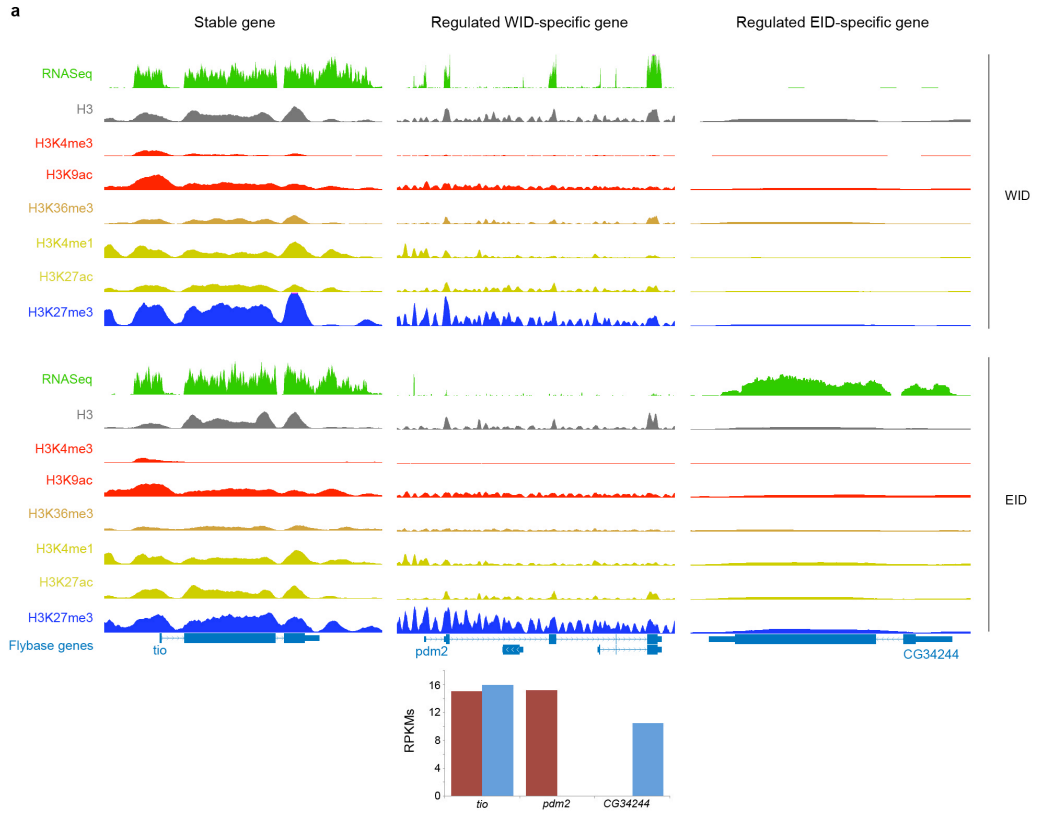 a
Stable gene
Regulated WID-specific gene
Regulated EID-specific gene
RNASeq
H3
H3K4me3
H3K9ac
H3K36me3
H3K4me1
H3K27ac
H3K27me3
WID
RNASeq
H3
H3K4me3
H3K9ac
H3K36me3
H3K4me1
H3K27ac
H3K27me3
EID
Flybase genes
tio
pdm2
CG34244
RPKMs
16
12
8
4
0
tio
pdm2
CG34244